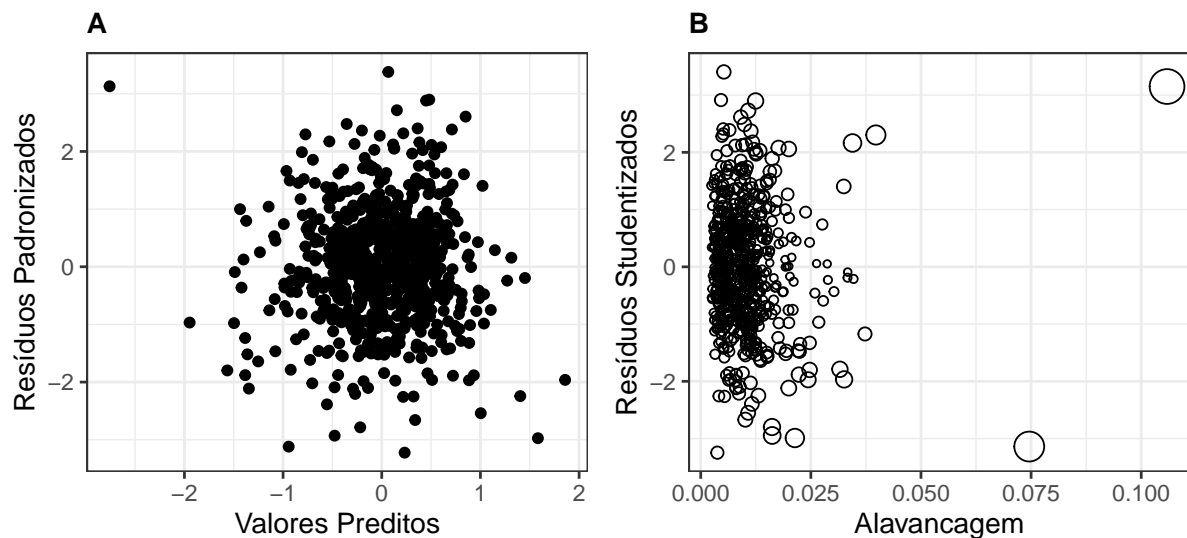 A
Resíduos Padronizados
2
0
−2
−2
−1
0
1
2
Valores Preditos
B
Resíduos Studentizados
2
0
−2
0.000
0.025
0.050
0.075
0.100
Alavancagem